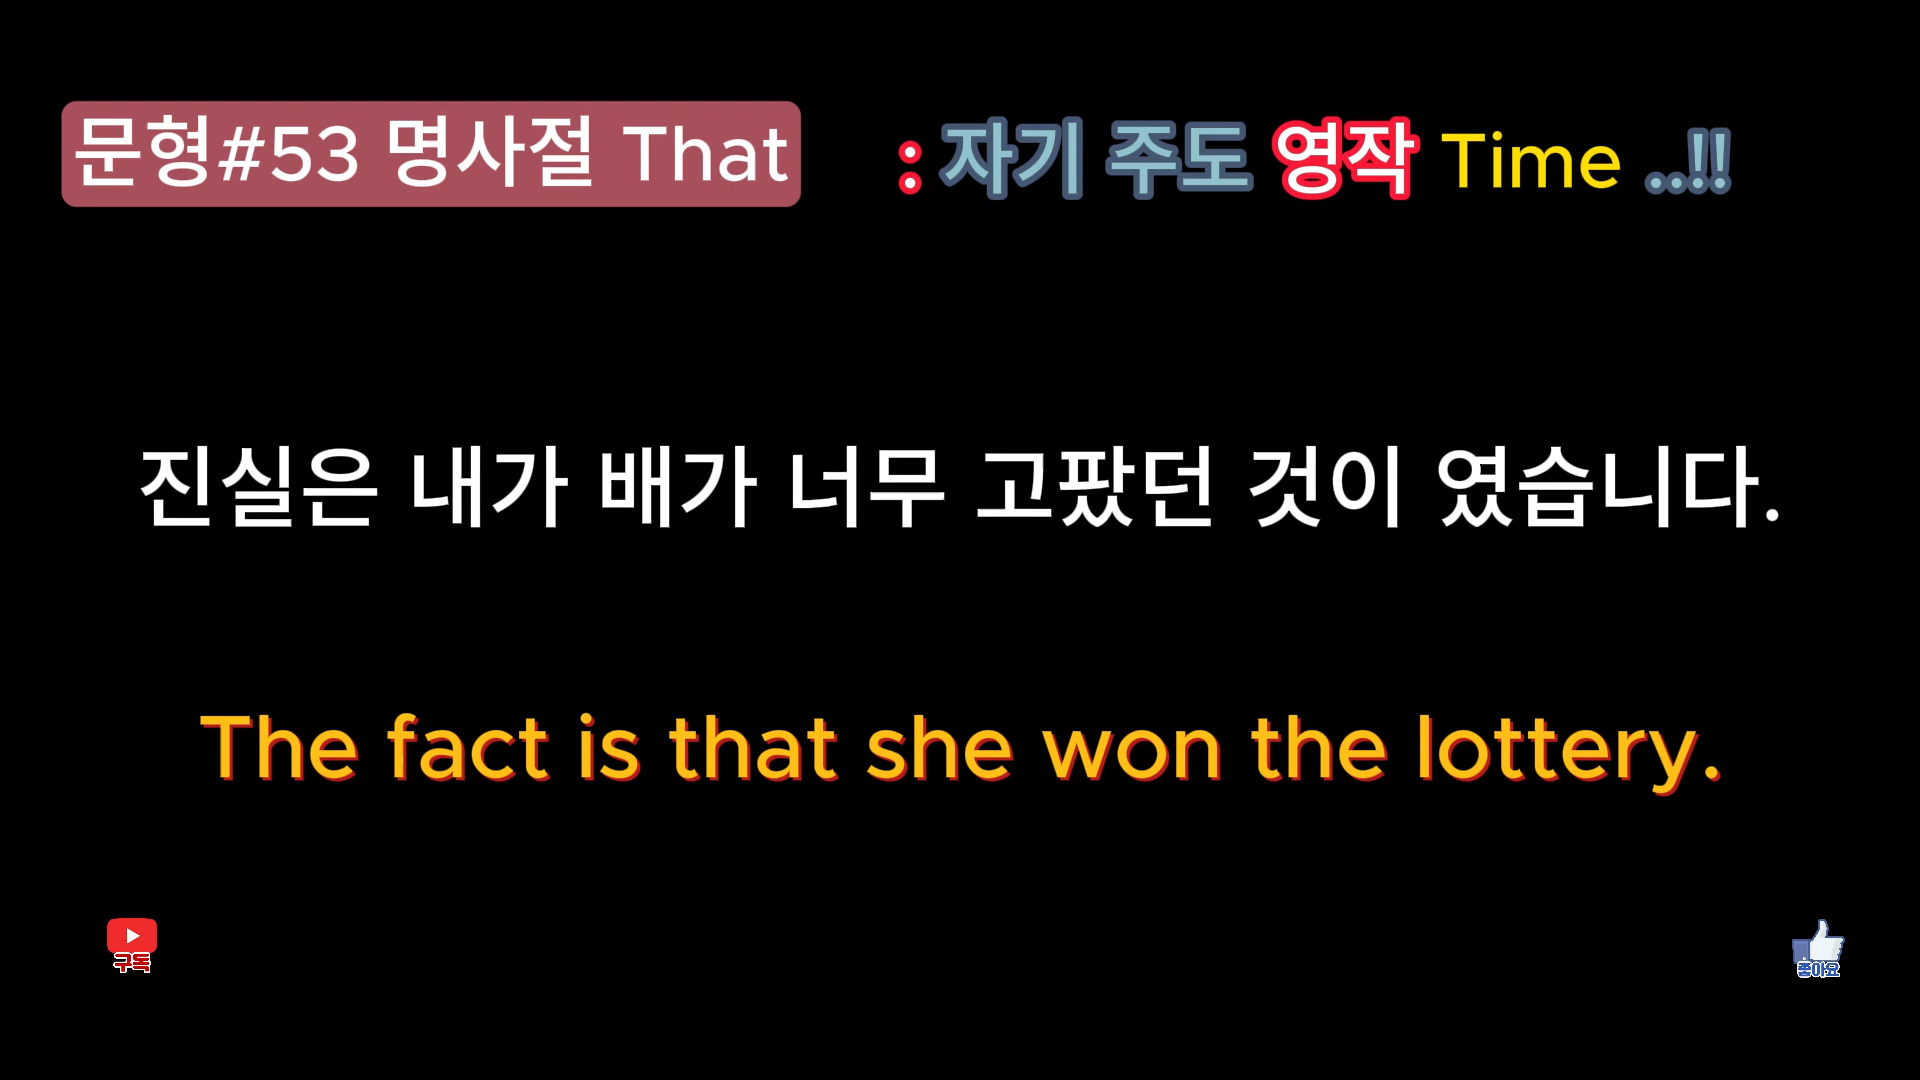 문형#53 명사절 That : 자기 주도 영작 Time ..!!
진실은 내가 배가 너무 고팠던 것이 였습니다.
The fact is that she won the lottery.
구독
좋아요